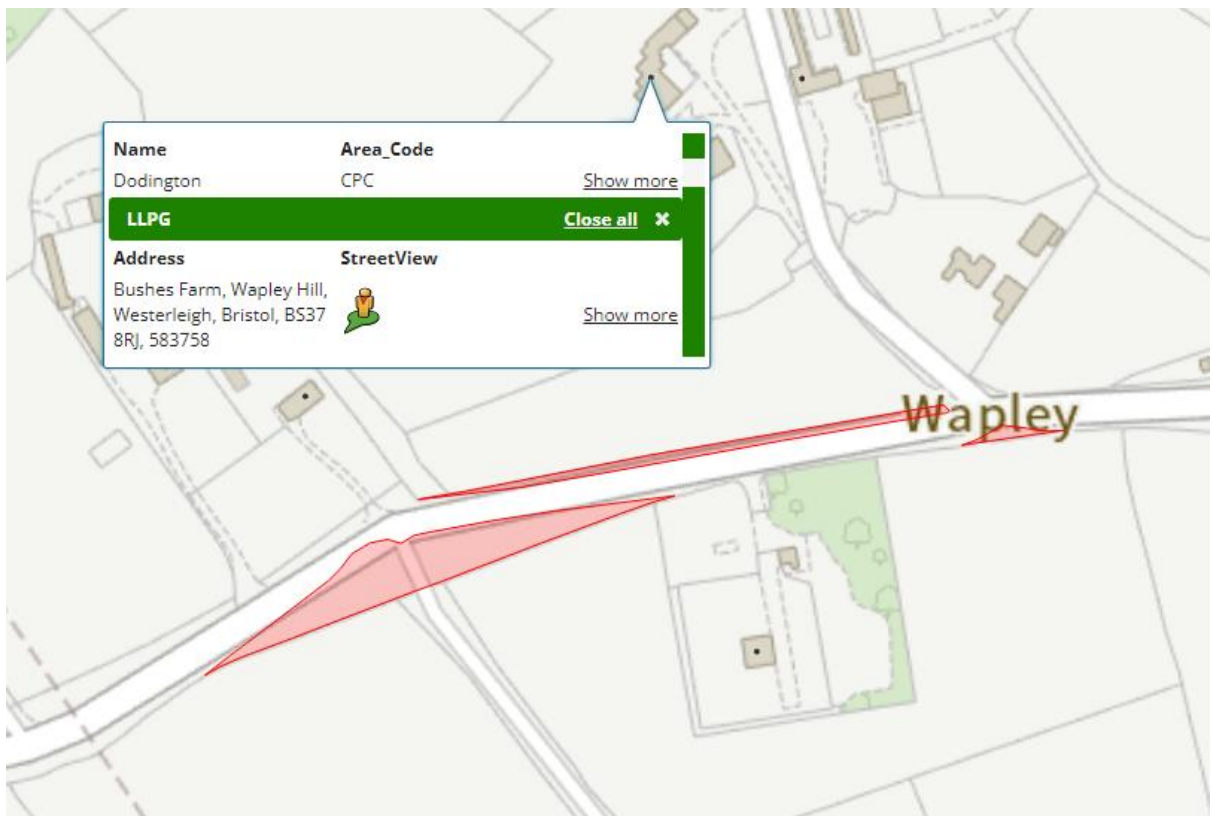 Name Area_Code
Dodington CPC Show more
LLPG Close all ✖
Address StreetView
Bushes Farm, Wapley Hill,
Westerleigh, Bristol, BS37 Show more
8RJ, 583758
Wapley